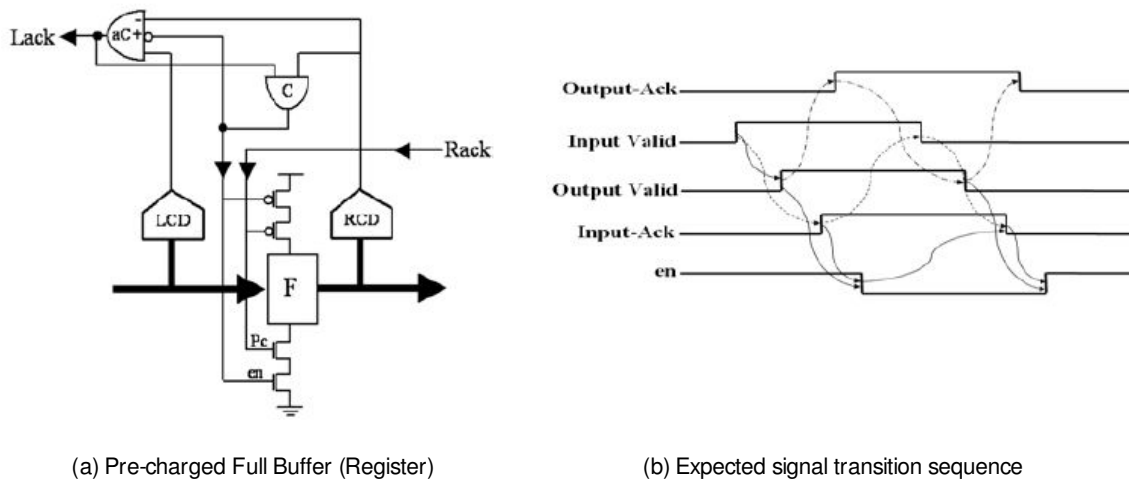 Lack
aC
-
+
C
Rack
LCD
RCD
F
Pc
en
Output-Ack
Input Valid
Output Valid
Input-Ack
en
(a) Pre-charged Full Buffer (Register)
(b) Expected signal transition sequence